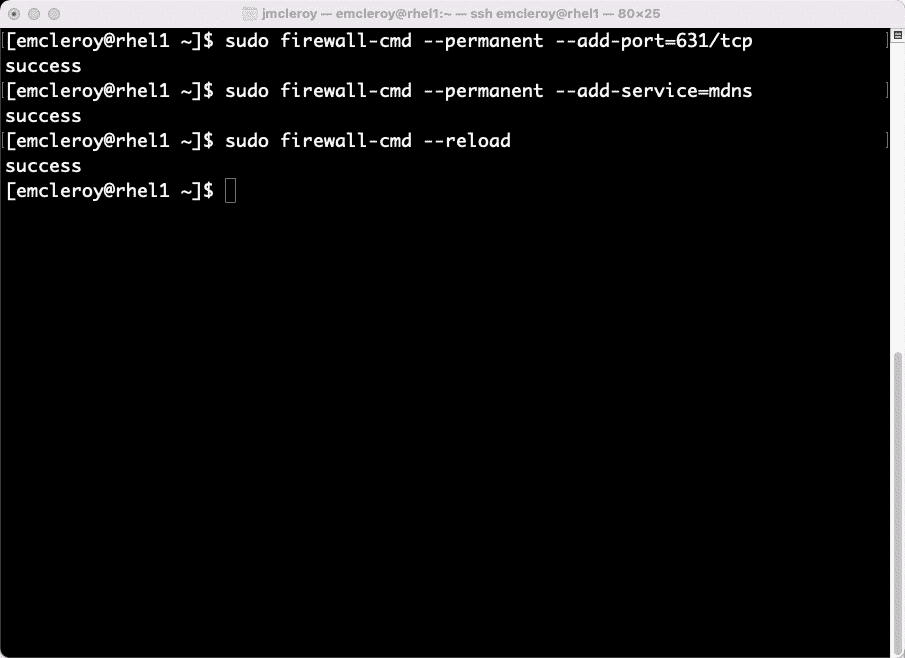 jmcleroy — emcleroy@rhel1:~ — ssh emcleroy@rhel1 — 80×25
[emcleroy@rhel1 ~]$ sudo firewall-cmd --permanent --add-port=631/tcp
success
[emcleroy@rhel1 ~]$ sudo firewall-cmd --permanent --add-service=mdns
success
[emcleroy@rhel1 ~]$ sudo firewall-cmd --reload
success
[emcleroy@rhel1 ~]$